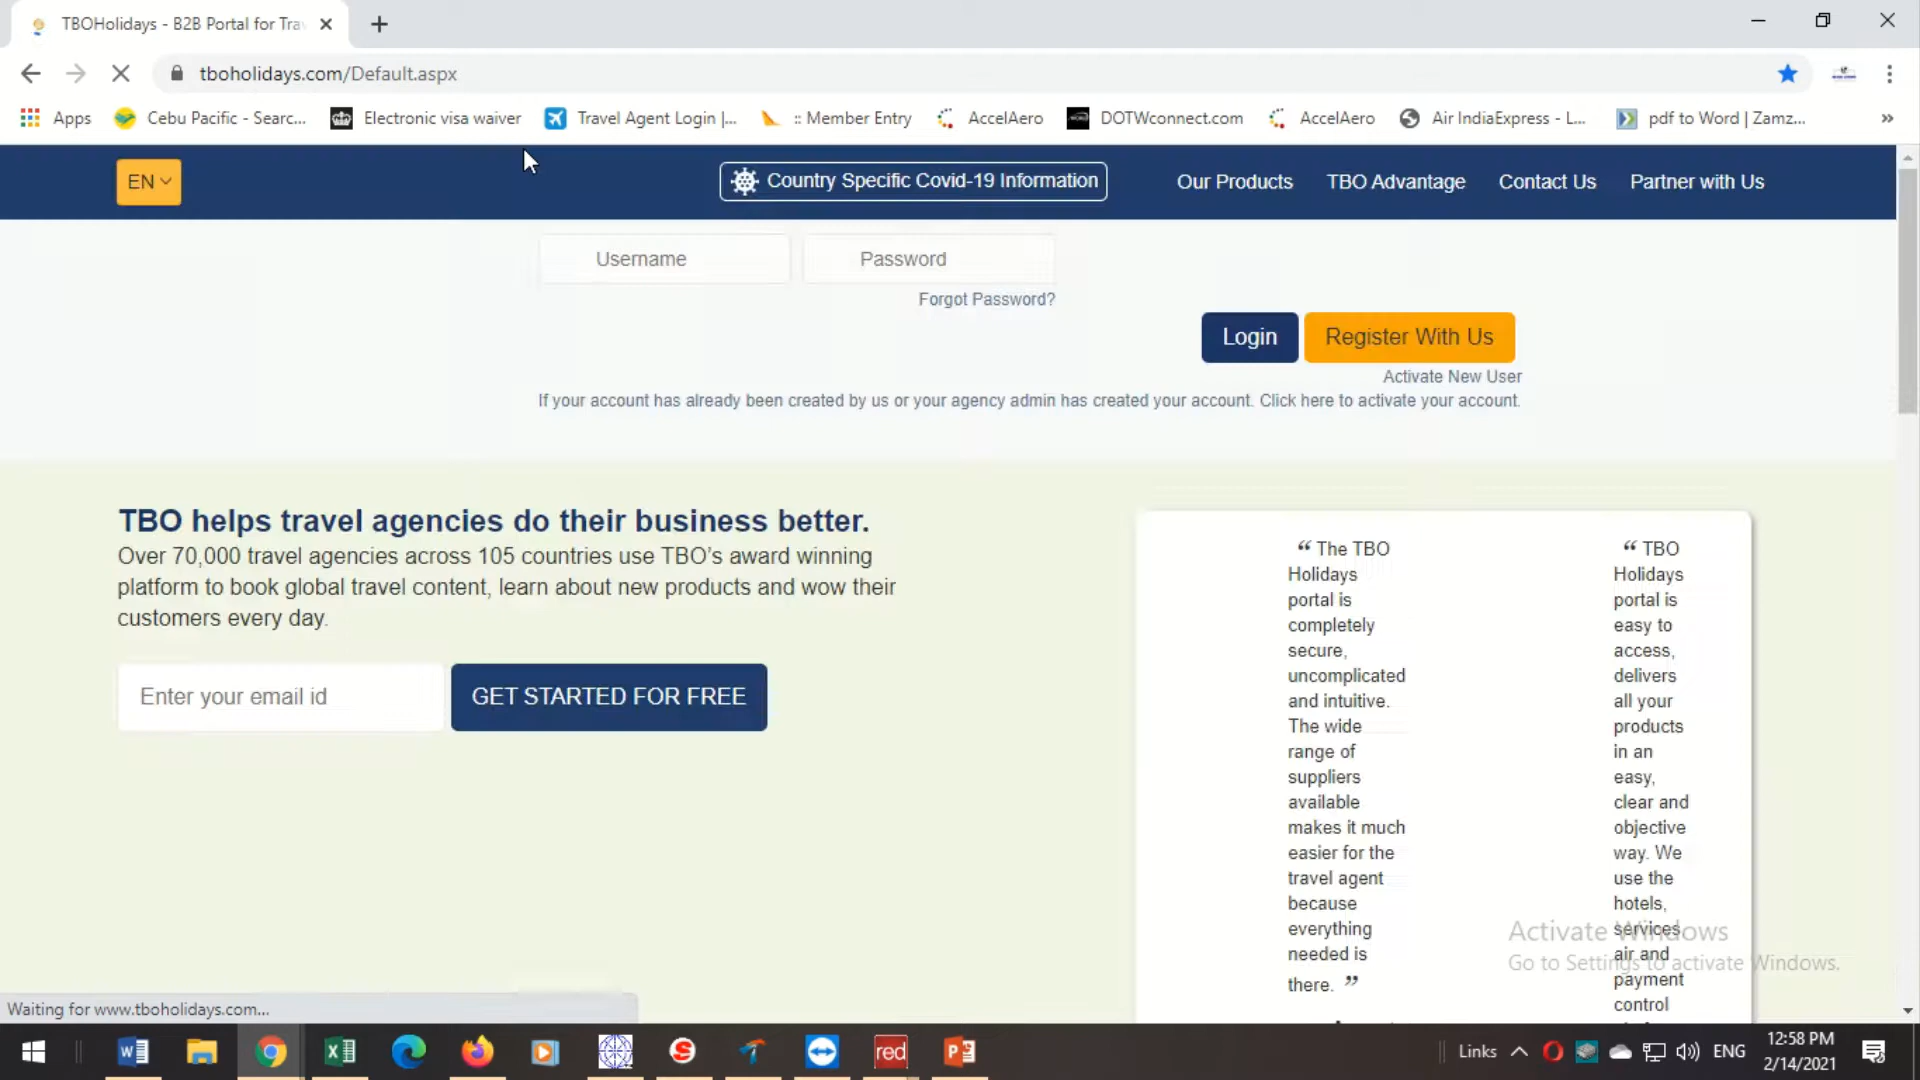 TBOHolidays - B2B Portal for Tra
tboholidays.com/Default.aspx
Apps
Cebu Pacific - Searc...
Electronic visa waiver
Travel Agent Login |...
:: Member Entry
AccelAero
DOTWconnect.com
AccelAero
Air IndiaExpress - L...
pdf to Word | Zamz...
»
EN
Country Specific Covid-19 Information
Our Products
TBO Advantage
Contact Us
Partner with Us
Username
Password
Forgot Password?
Login
Register With Us
Activate New User
If your account has already been created by us or your agency admin has created your account. Click here to activate your account.
TBO helps travel agencies do their business better.
Over 70,000 travel agencies across 105 countries use TBO's award winning
platform to book global travel content, learn about new products and wow their
customers every day.
Enter your email id
GET STARTED FOR FREE
“ The TBO
Holidays
portal is
completely
secure,
uncomplicated
and intuitive.
The wide
range of
suppliers
available
makes it much
easier for the
travel agent
because
everything
needed is
there. ”
“ TBO
Holidays
portal is
easy to
access,
delivers
all your
products
in an
easy,
clear and
objective
way. We
use the
hotels,
services,
air and
payment
control
Activate Windows
Go to Settings to activate Windows.
Waiting for www.tboholidays.com...
red
Links
ENG
12:58 PM
2/14/2021